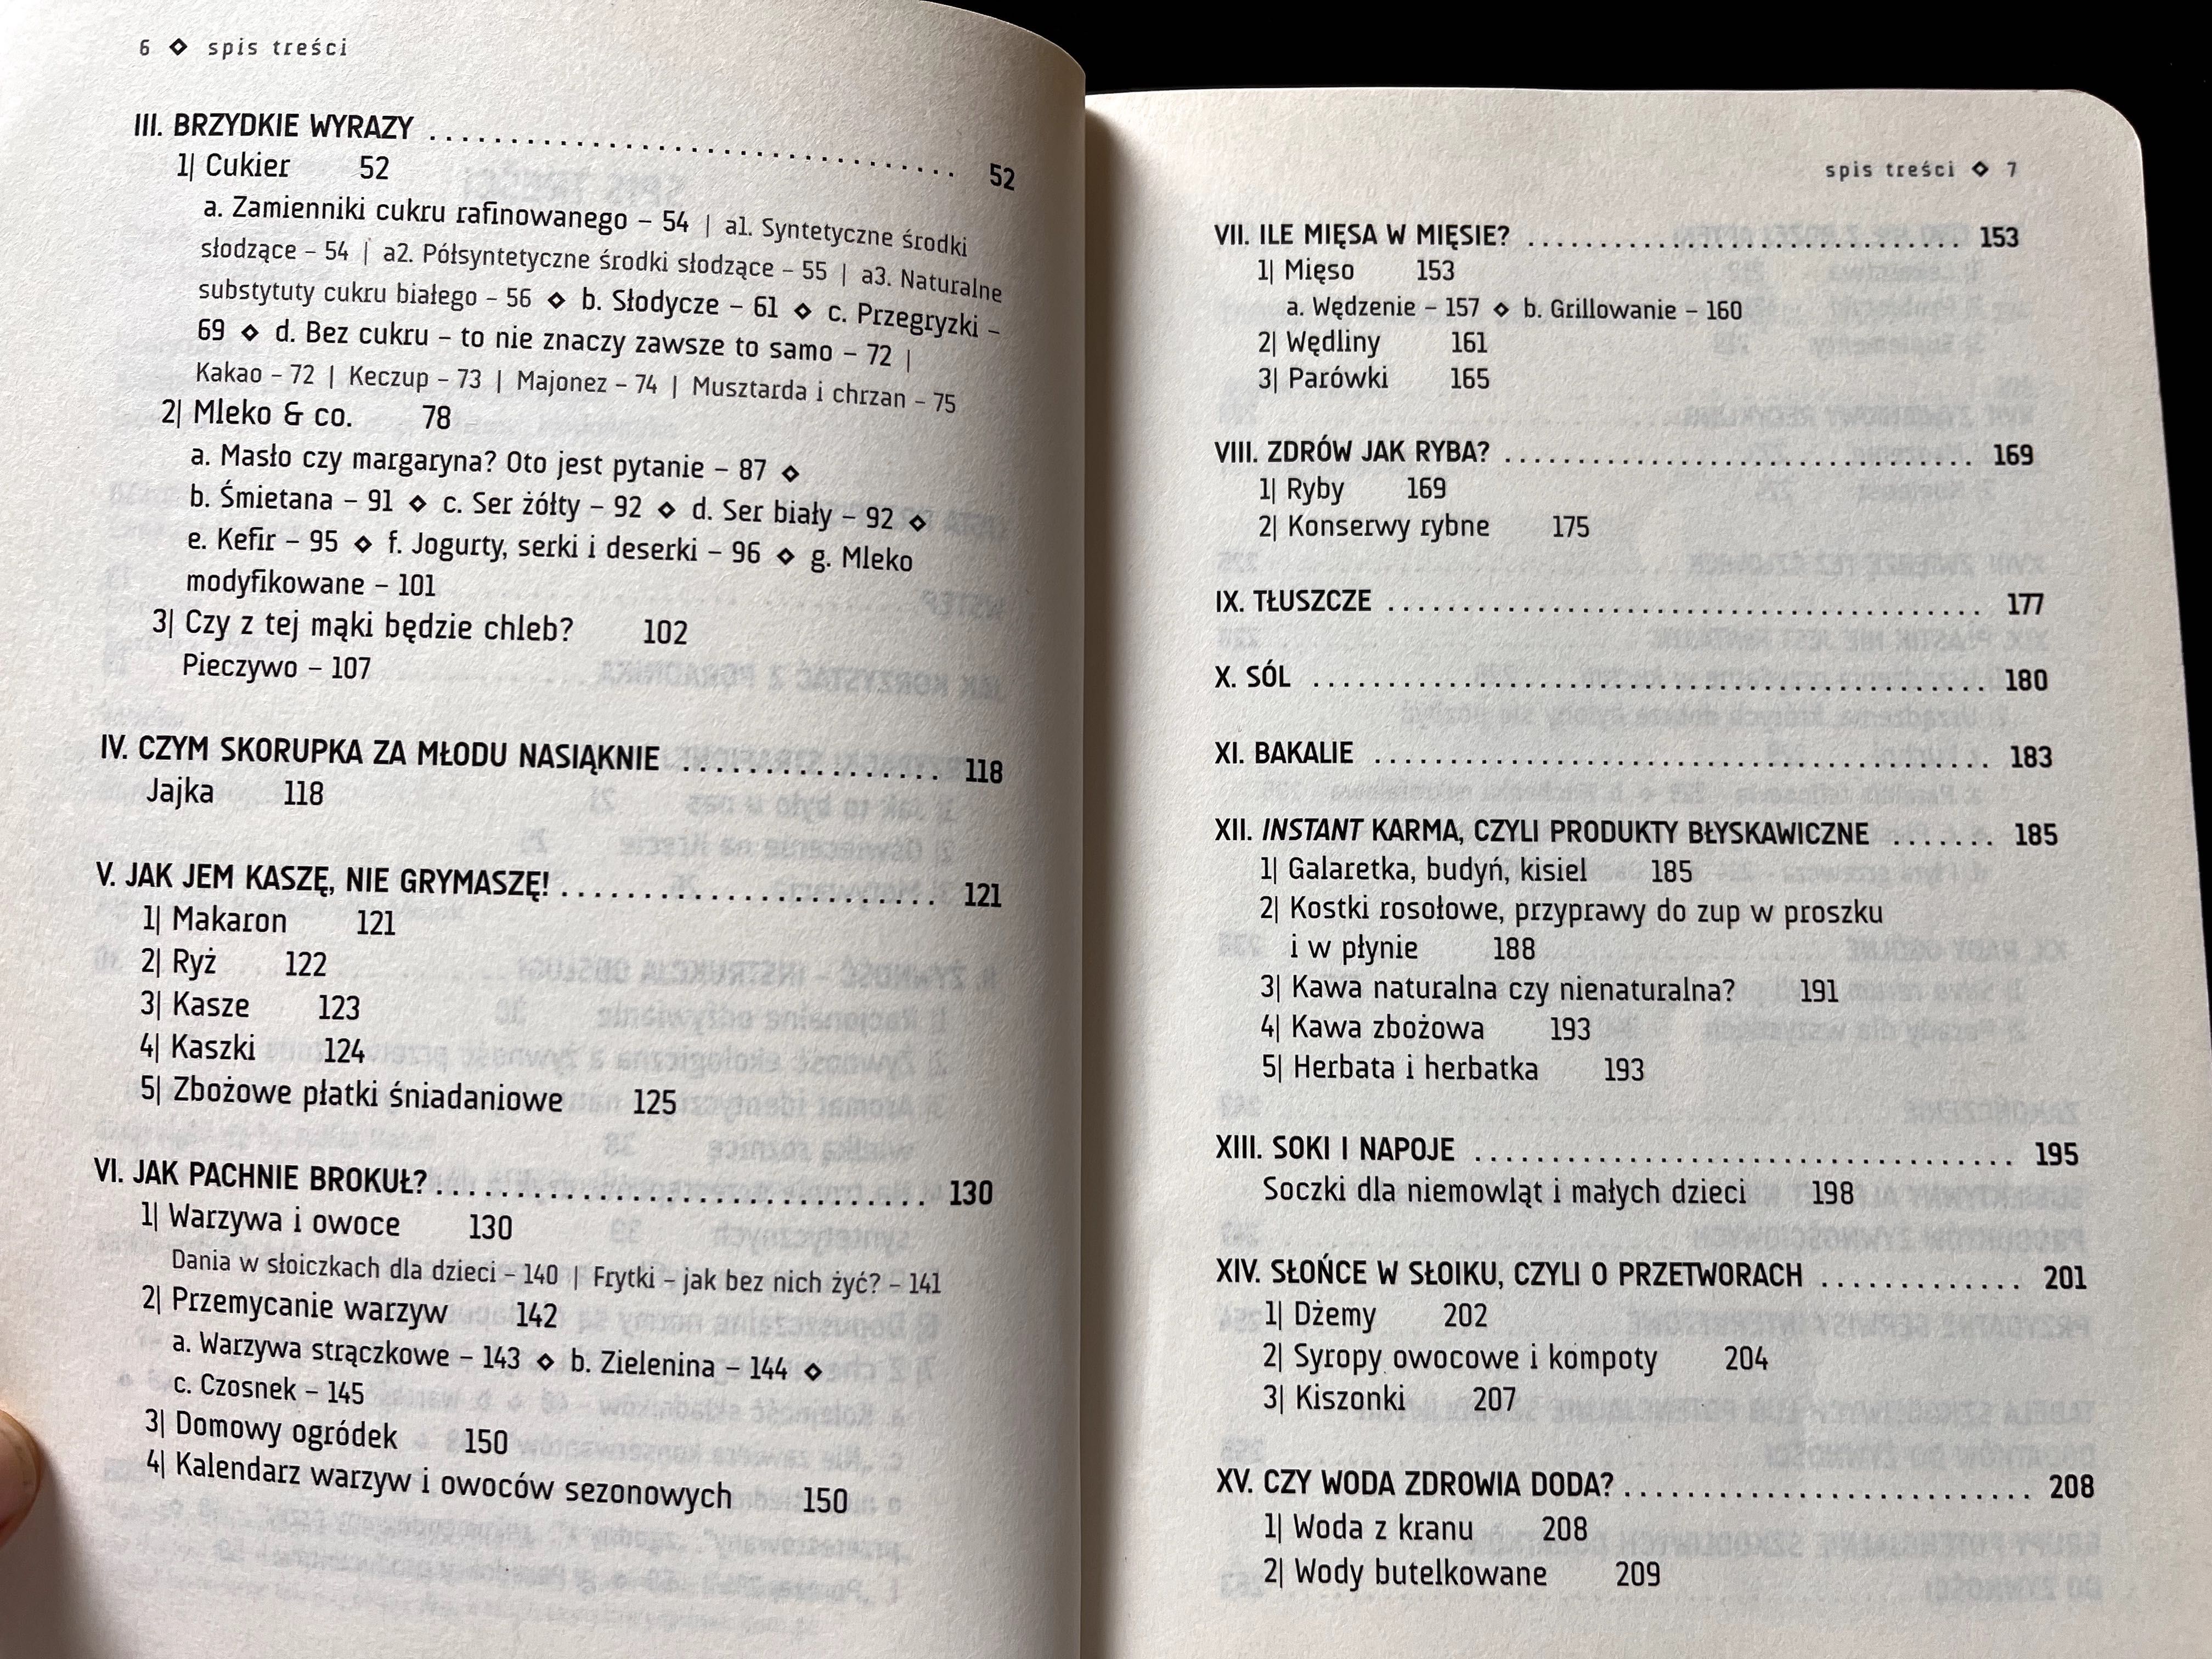 6 ◇ spis treści
III. BRZYDKIE WYRAZY ................................. 52
1| Cukier 52
a. Zamienniki cukru rafinowanego – 54 | a1. Syntetyczne środki
słodzące – 54 | a2. Półsyntetyczne środki słodzące – 55 | a3. Naturalne
substytuty cukru białego – 56 ◇ b. Słodycze – 61 ◇ c. Przegryzki –
69 ◇ d. Bez cukru – to nie znaczy zawsze to samo – 72 |
Kakao – 72 | Keczup – 73 | Majonez – 74 | Musztarda i chrzan – 75
2| Mleko & co. 78
a. Masło czy margaryna? Oto jest pytanie – 87 ◇
b. Śmietana – 91 ◇ c. Ser żółty – 92 ◇ d. Ser biały – 92 ◇
e. Kefir – 95 ◇ f. Jogurty, serki i deserki – 96 ◇ g. Mleko
modyfikowane – 101
3| Czy z tej mąki będzie chleb? 102
Pieczywo – 107
IV. CZYM SKORUPKA ZA MŁODU NASIĄKNIE ................ 118
Jajka 118
V. JAK JEM KASZĘ, NIE GRYMASZĘ! ....................... 121
1| Makaron 121
2| Ryż 122
3| Kasze 123
4| Kaszki 124
5| Zbożowe płatki śniadaniowe 125
VI. JAK PACHNIE BROKUŁ? .............................. 130
1| Warzywa i owoce 130
Dania w słoiczkach dla dzieci – 140 | Frytki – jak bez nich żyć? – 141
2| Przemycanie warzyw 142
a. Warzywa strączkowe – 143 ◇ b. Zielenina – 144 ◇
c. Czosnek – 145
3| Domowy ogródek 150
4| Kalendarz warzyw i owoców sezonowych 150
spis treści ◇ 7
VII. ILE MIĘSA W MIĘSIE? ............................ 153
1| Mięso 153
a. Wędzenie – 157 ◇ b. Grillowanie – 160
2| Wędliny 161
3| Parówki 165
VIII. ZDRÓW JAK RYBA? .............................. 169
1| Ryby 169
2| Konserwy rybne 175
IX. TŁUSZCZE ..................................... 177
X. SÓL .......................................... 180
XI. BAKALIE ...................................... 183
XII. INSTANT KARMA, CZYLI PRODUKTY BŁYSKAWICZNE ....... 185
1| Galaretka, budyń, kisiel 185
2| Kostki rosołowe, przyprawy do zup w proszku
i w płynie 188
3| Kawa naturalna czy nienaturalna? 191
4| Kawa zbożowa 193
5| Herbata i herbatka 193
XIII. SOKI I NAPOJE ................................. 195
Soczki dla niemowląt i małych dzieci 198
XIV. SŁOŃCE W SŁOIKU, CZYLI O PRZETWORACH ............. 201
1| Dżemy 202
2| Syropy owocowe i kompoty 204
3| Kiszonki 207
XV. CZY WODA ZDROWIA DODA? ......................... 208
1| Woda z kranu 208
2| Wody butelkowane 209